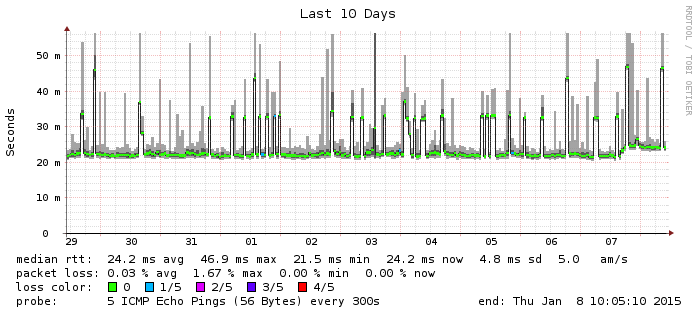 Last 10 Days
RRDTOOL / TOBI OETIKER
Seconds
50 m
40 m
30 m
20 m
10 m
0
29 30 31 01 02 03 04 05 06 07
median rtt: 24.2 ms avg 46.9 ms max 21.5 ms min 24.2 ms now 4.8 ms sd 5.0 am/s
packet loss: 0.03 % avg 1.67 % max 0.00 % min 0.00 % now
loss color: 0 1/5 2/5 3/5 4/5
probe: 5 ICMP Echo Pings (56 Bytes) every 300s end: Thu Jan 8 10:05:10 2015